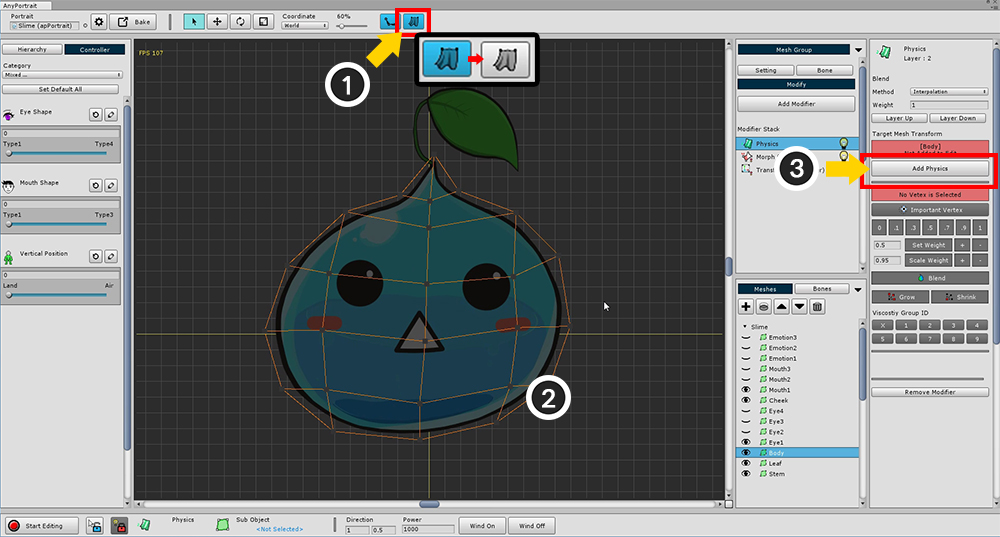 AnyPortrait
Portrait
Slime (apPortrait)
Bake
Coordinate
World
60%
1
Hierarchy
Controller
Category
Mixed ...
Set Default All
Eye Shape
0
Type1
Type4
Mouth Shape
0
Type1
Type3
Vertical Position
0
Land
Air
FPS 107
2
Mesh Group
Setting
Bone
Modify
Add Modifier
Modifier Stack
Physics
Morph
Trans
3
Meshes
Bones
Slime
Emotion3
Emotion2
Emotion1
Mouth3
Mouth2
Mouth1
Cheek
Eye4
Eye3
Eye2
Eye1
Body
Leaf
Stem
Physics
Layer : 2
Blend
Method
Interpolation
Weight
1
Layer Up
Layer Down
Target Mesh Transform
[Body]
Not Added to Edit
Add Physics
No Vetex is Selected
Important Vertex
0 .1 .3 .5 .7 .9 1
0.5 Set Weight + -
0.95 Scale Weight + -
Blend
Grow
Shrink
Viscostiy Group ID
X 1 2 3 4
5 6 7 8 9
Remove Modifier
Start Editing
Physics
Sub Object
<Not Selected>
Direction
1 0.5
Power
1000
Wind On
Wind Off